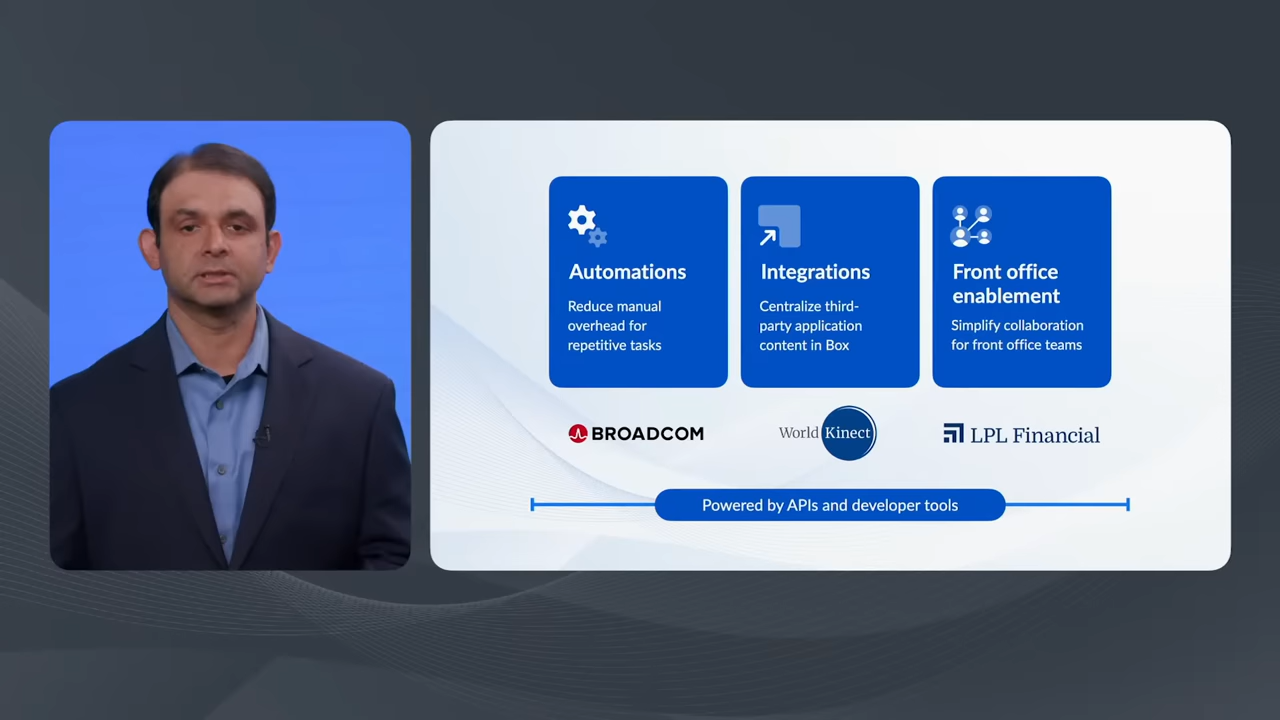 Automations
Reduce manual
overhead for
repetitive tasks
Integrations
Centralize third-
party application
content in Box
Front office
enablement
Simplify collaboration
for front office teams
BROADCOM
World Kinect
LPL Financial
Powered by APIs and developer tools